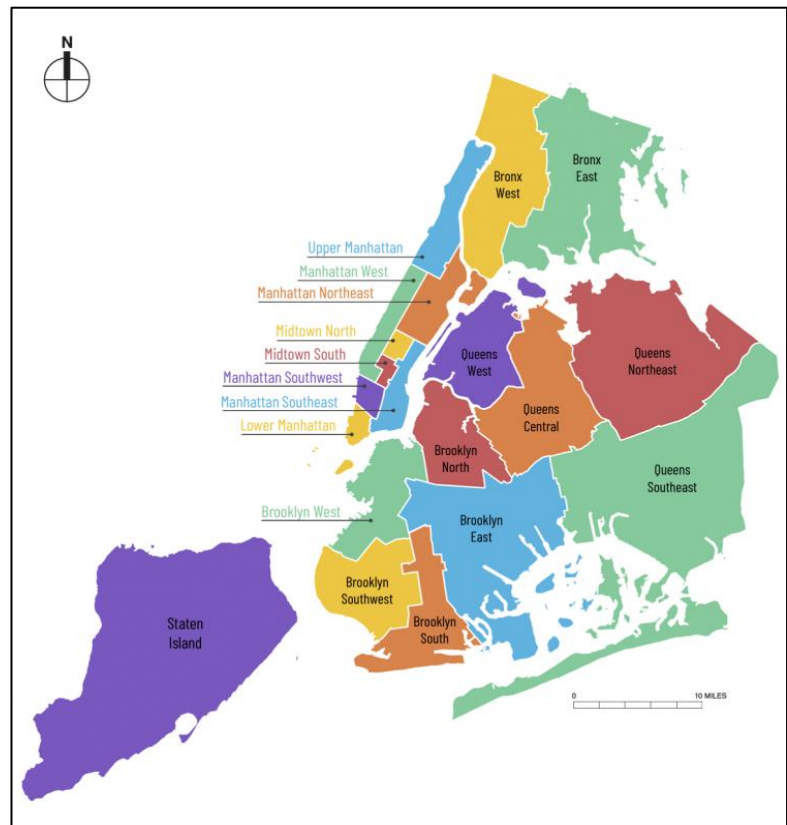 N
Bronx
West
Bronx
East
Upper Manhattan
Manhattan West
Manhattan Northeast
Midtown North
Midtown South
Manhattan Southwest
Manhattan Southeast
Lower Manhattan
Queens
West
Queens
Northeast
Queens
Central
Brooklyn
North
Queens
Southeast
Brooklyn West
Brooklyn
East
Brooklyn
Southwest
Brooklyn
South
Staten
Island
0 10 MILES